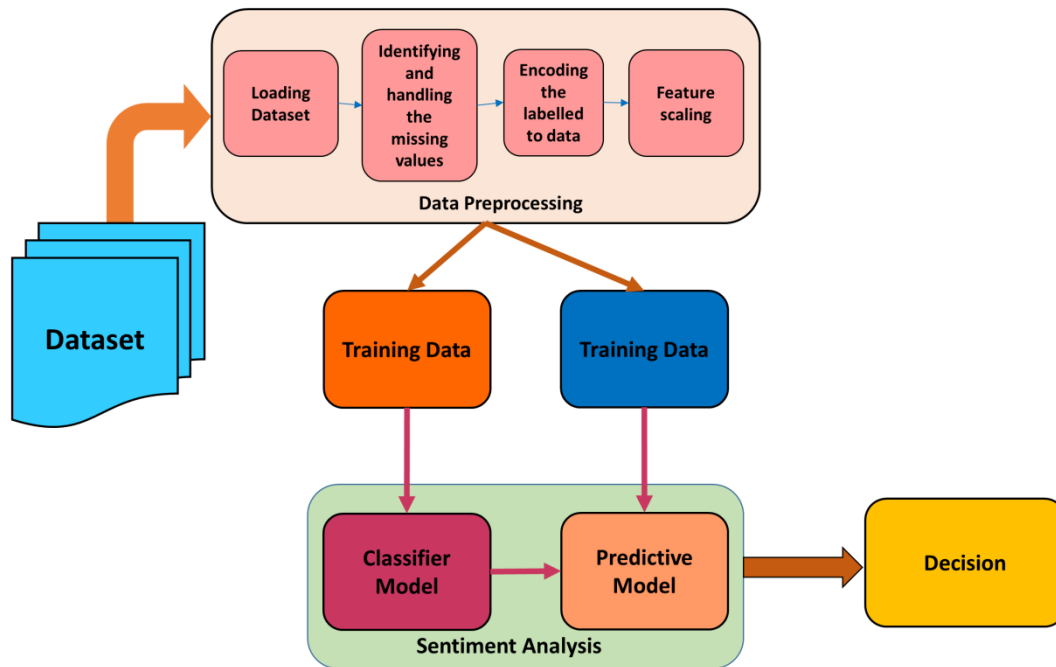 Loading
Dataset
Identifying
and
handling
the
missing
values
Encoding
the
labelled
to data
Feature
scaling
Data Preprocessing
Dataset
Training Data
Training Data
Classifier
Model
Predictive
Model
Sentiment Analysis
Decision